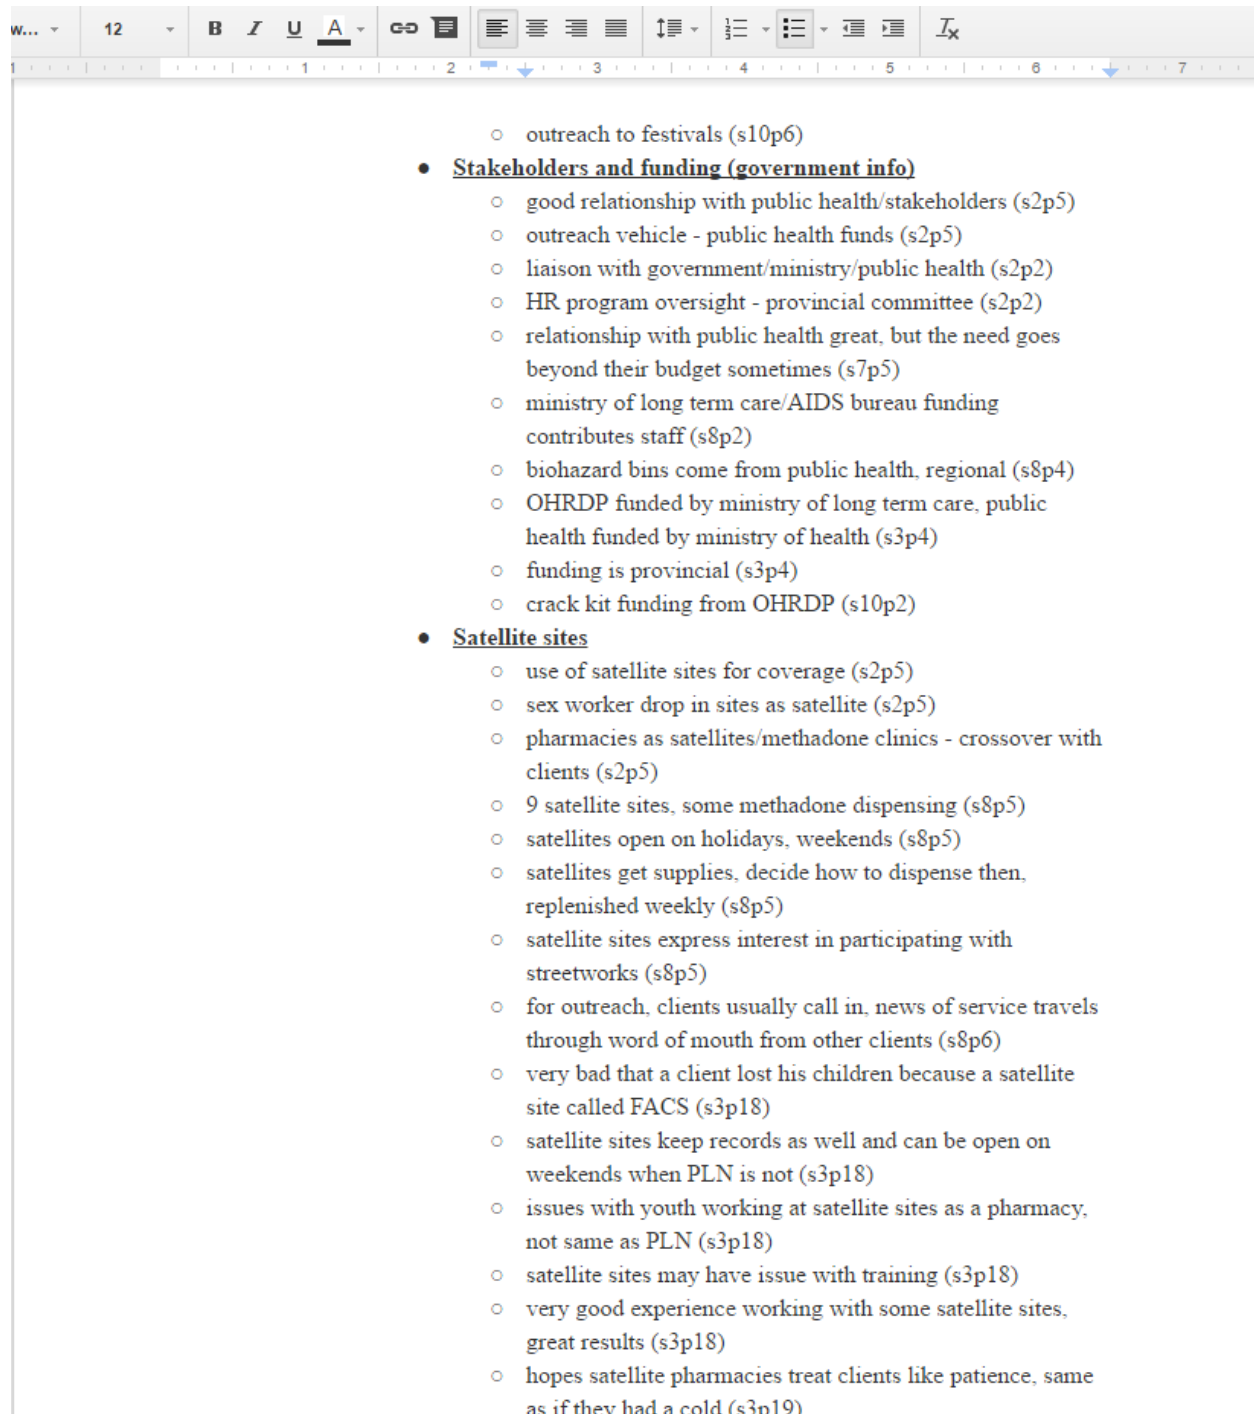 w... 12 B I U A
1 1 2 3 4 5 6 7
○ outreach to festivals (s10p6)
● Stakeholders and funding (government info)
○ good relationship with public health/stakeholders (s2p5)
○ outreach vehicle - public health funds (s2p5)
○ liaison with government/ministry/public health (s2p2)
○ HR program oversight - provincial committee (s2p2)
○ relationship with public health great, but the need goes
beyond their budget sometimes (s7p5)
○ ministry of long term care/AIDS bureau funding
contributes staff (s8p2)
○ biohazard bins come from public health, regional (s8p4)
○ OHRDP funded by ministry of long term care, public
health funded by ministry of health (s3p4)
○ funding is provincial (s3p4)
○ crack kit funding from OHRDP (s10p2)
● Satellite sites
○ use of satellite sites for coverage (s2p5)
○ sex worker drop in sites as satellite (s2p5)
○ pharmacies as satellites/methadone clinics - crossover with
clients (s2p5)
○ 9 satellite sites, some methadone dispensing (s8p5)
○ satellites open on holidays, weekends (s8p5)
○ satellites get supplies, decide how to dispense then,
replenished weekly (s8p5)
○ satellite sites express interest in participating with
streetworks (s8p5)
○ for outreach, clients usually call in, news of service travels
through word of mouth from other clients (s8p6)
○ very bad that a client lost his children because a satellite
site called FACS (s3p18)
○ satellite sites keep records as well and can be open on
weekends when PLN is not (s3p18)
○ issues with youth working at satellite sites as a pharmacy,
not same as PLN (s3p18)
○ satellite sites may have issue with training (s3p18)
○ very good experience working with some satellite sites,
great results (s3p18)
○ hopes satellite pharmacies treat clients like patience, same
as if they had a cold (s3p19)